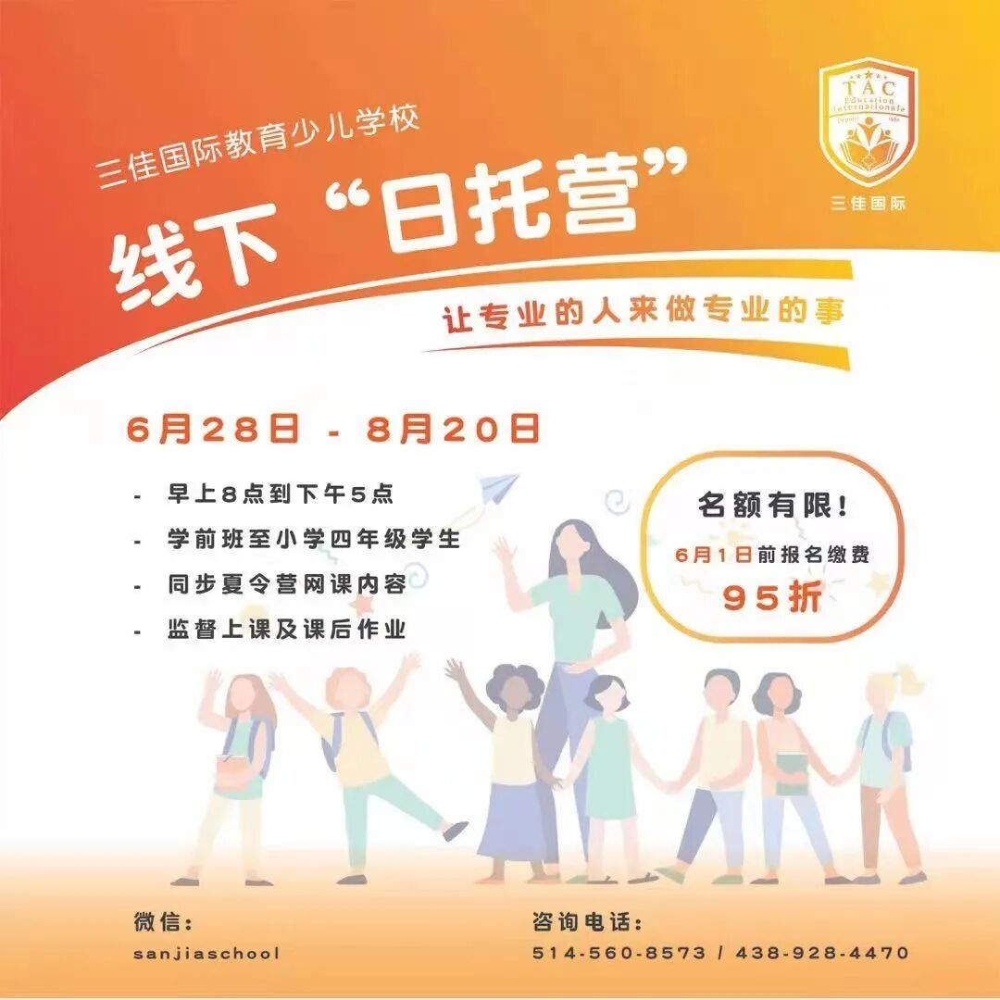 TAC
Education
Internationale
Depuis 1989
三佳国际
三佳国际教育少儿学校
线下“日托营”
让专业的人来做专业的事
6月28日 - 8月20日
- 早上8点到下午5点
- 学前班至小学四年级学生
- 同步夏令营网课内容
- 监督上课及课后作业
名额有限!
6月1日前报名缴费
95折
微信:
sanjiaschool
咨询电话:
514-560-8573 / 438-928-4470